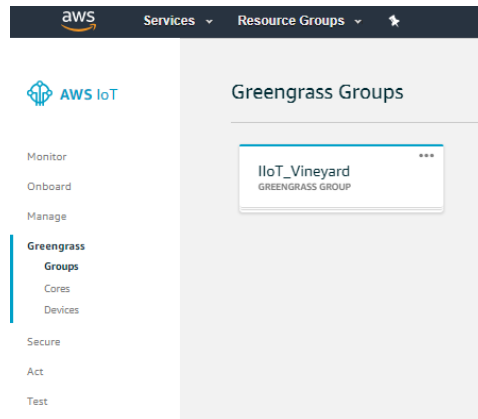 aws Services Resource Groups
AWS IoT
Greengrass Groups
IIoT_Vineyard
GREENGRASS GROUP
Monitor
Onboard
Manage
Greengrass
Groups
Cores
Devices
Secure
Act
Test